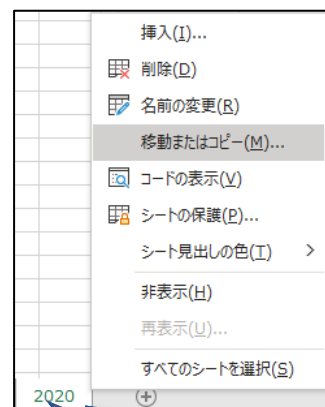 挿入(I)...
削除(D)
名前の変更(R)
移動またはコピー(M)...
コードの表示(V)
シートの保護(P)...
シート見出しの色(T)
非表示(H)
再表示(U)...
すべてのシートを選択(S)
2020